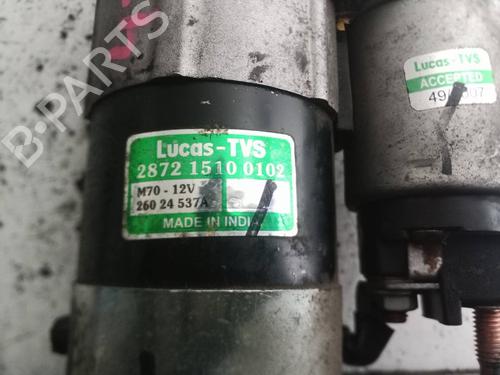 Lucas-TVS
ACCEPTED
Lucas-TVS
2872 1510 0102
M70 - 12V
260 24 537A
MADE IN INDIA
B-PARTS